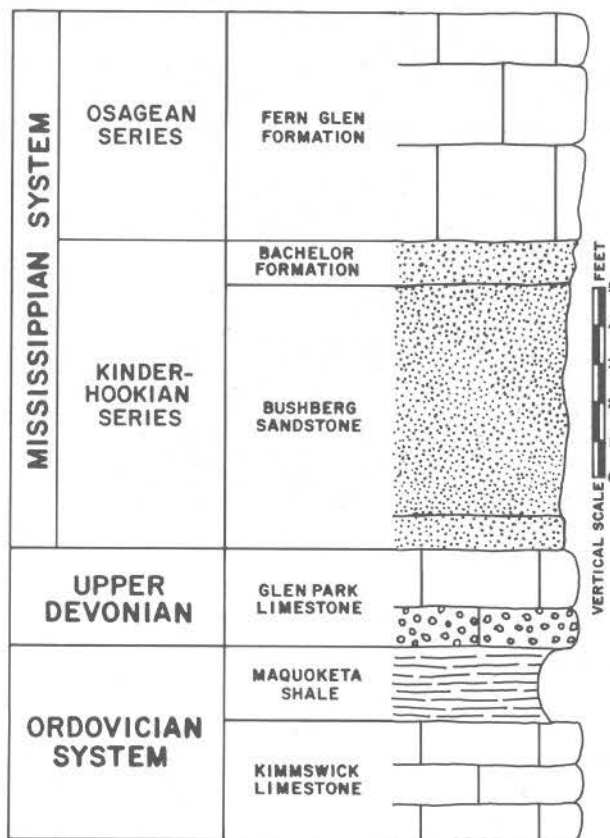 MISSISSIPPIAN SYSTEM
OSAGEAN
SERIES
FERN GLEN
FORMATION
BACHELOR
FORMATION
KINDER-
HOOKIAN
SERIES
BUSHBERG
SANDSTONE
UPPER
DEVONIAN
GLEN PARK
LIMESTONE
ORDOVICIAN
SYSTEM
MAQUOKETA
SHALE
KIMMSWICK
LIMESTONE
VERTICAL SCALE
FEET